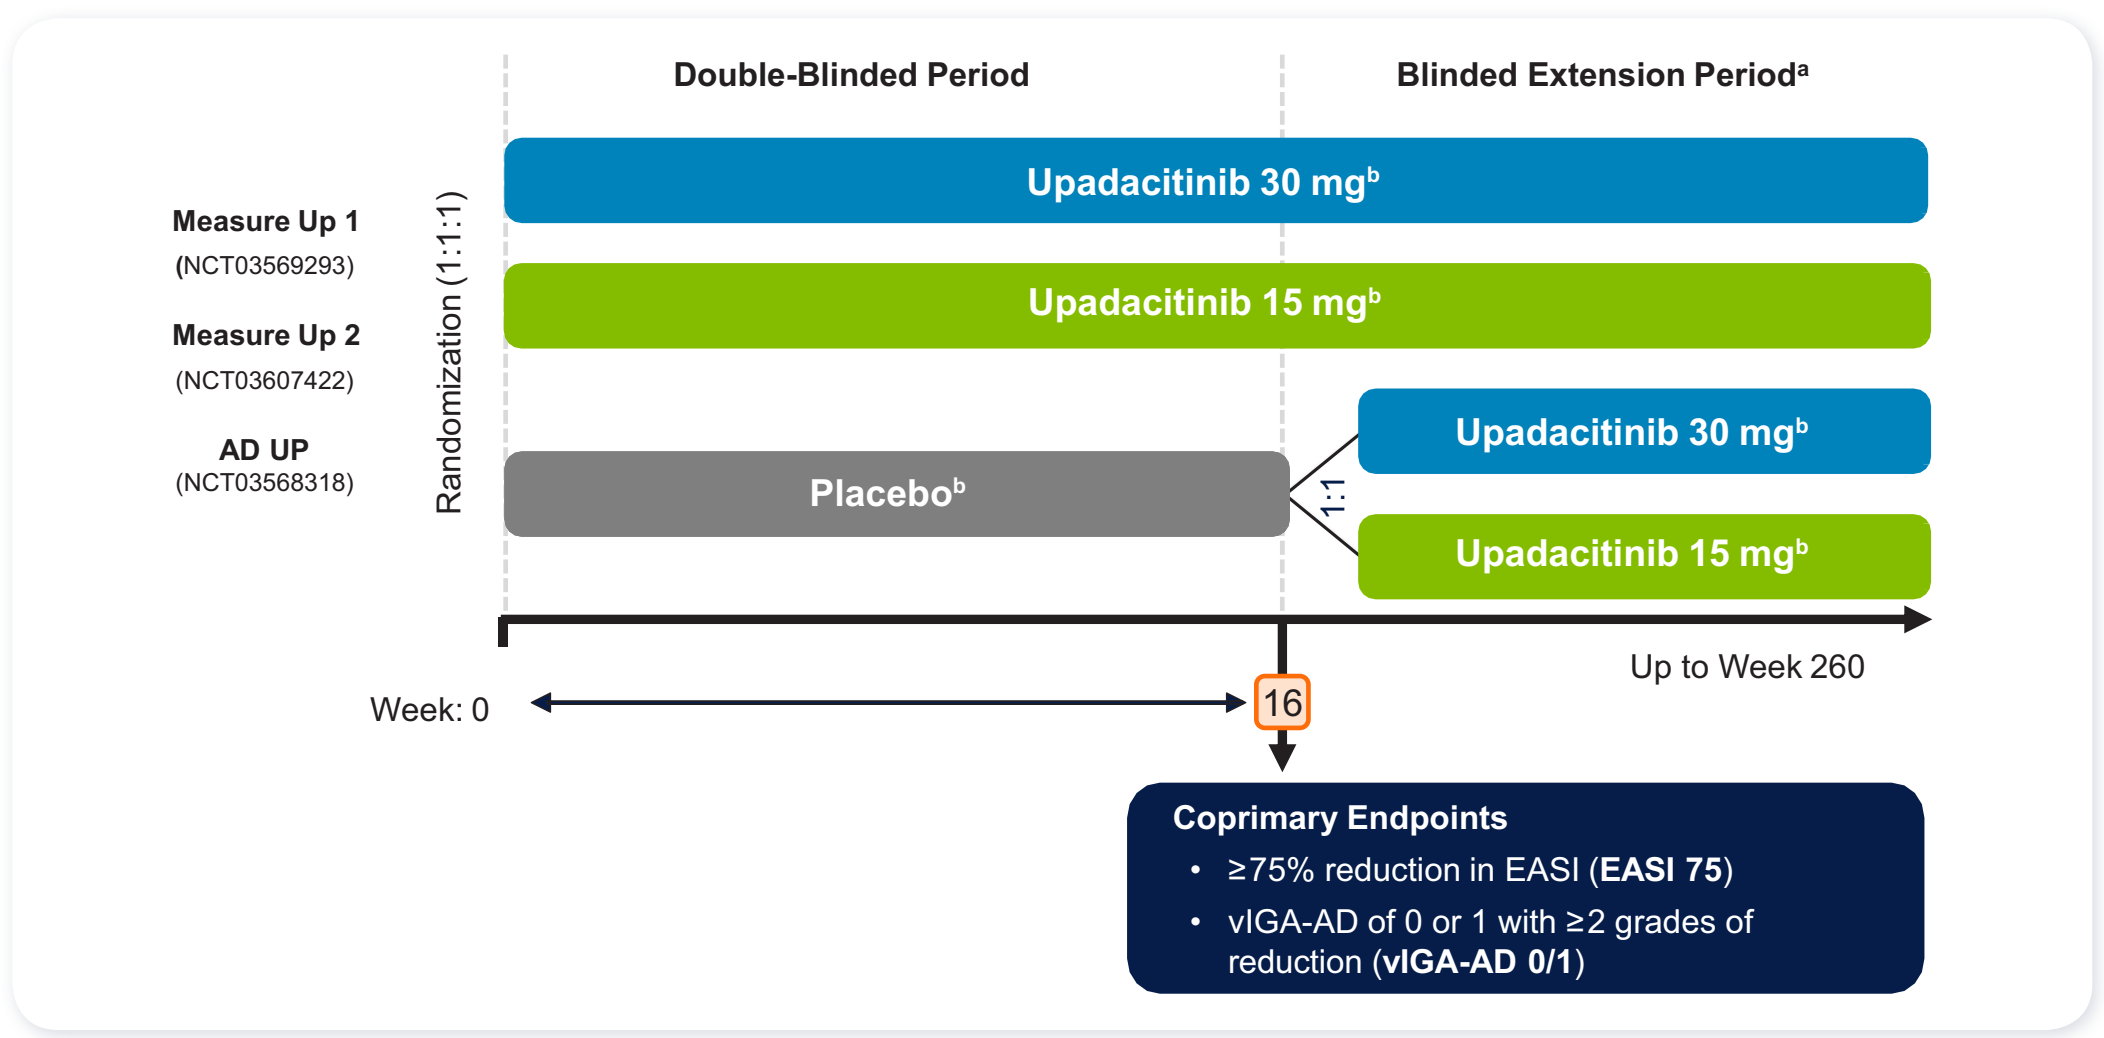 Double-Blinded Period
Blinded Extension Periodᵃ
Measure Up 1
(NCT03569293)
Measure Up 2
(NCT03607422)
AD UP
(NCT03568318)
Randomization (1:1:1)
Upadacitinib 30 mgᵇ
Upadacitinib 15 mgᵇ
Placeboᵇ
1:1
Upadacitinib 30 mgᵇ
Upadacitinib 15 mgᵇ
Up to Week 260
Week: 0
16
Coprimary Endpoints
• ≥75% reduction in EASI (EASI 75)
• vIGA-AD of 0 or 1 with ≥2 grades of
reduction (vIGA-AD 0/1)